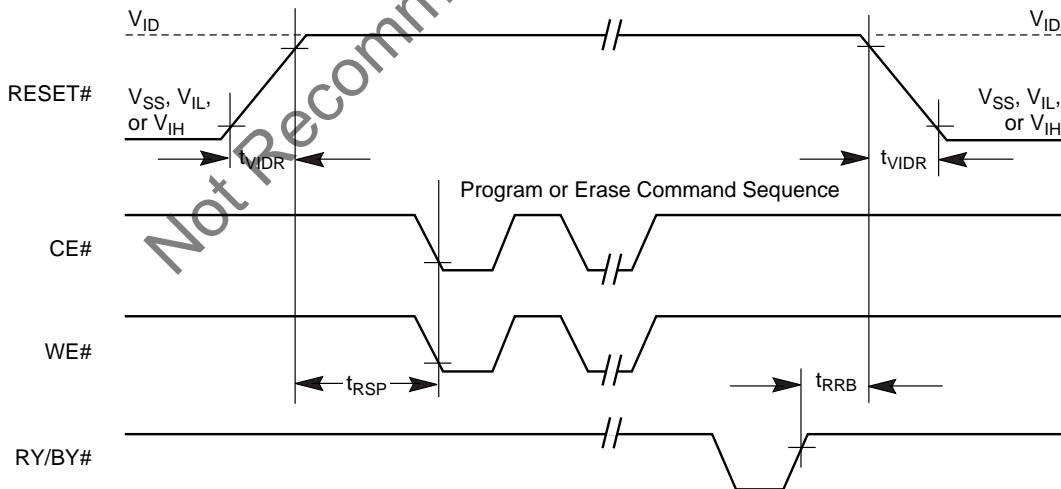 V_ID V_ID
RESET#
V_SS, V_IL,
or V_IH
V_SS, V_IL,
or V_IH
t_VIDR t_VIDR
Program or Erase Command Sequence
CE#
WE#
t_RSP t_RRB
RY/BY#
Not Recomm